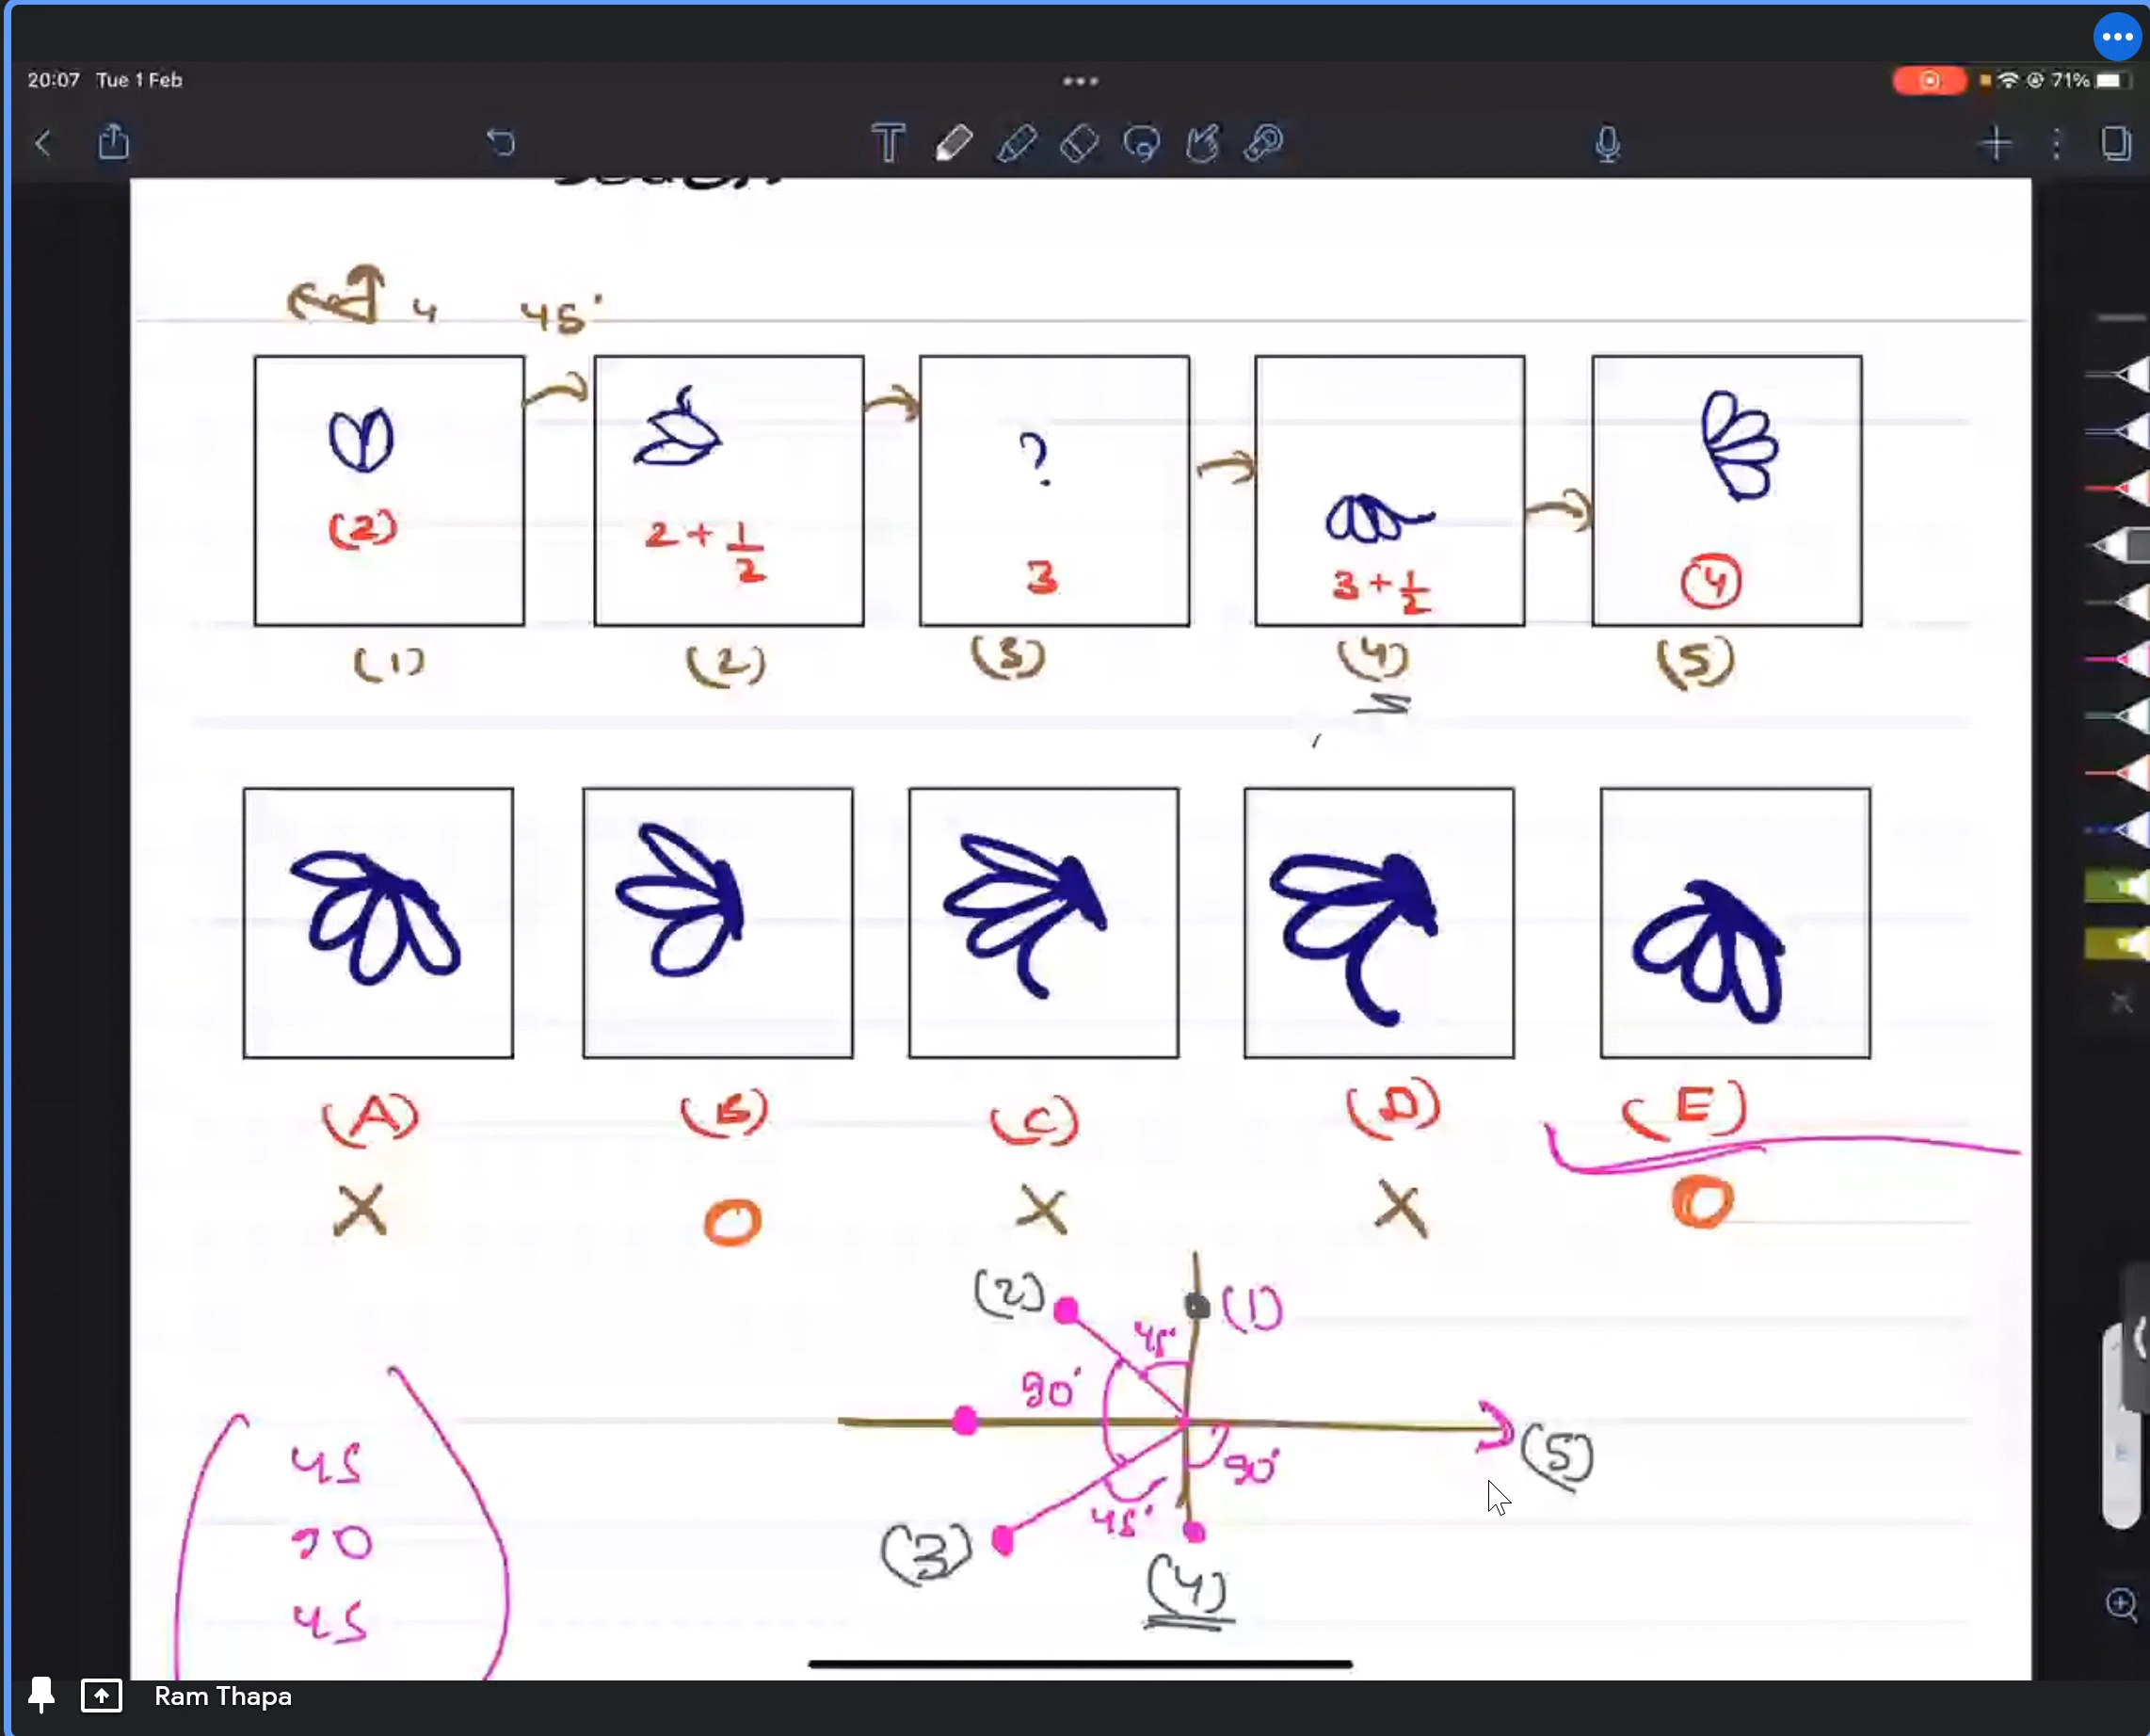 20:07 Tue 1 Feb
71%
4 45°
?
(2)
2 + 1/2
3
3 + 1/2
4
(1) (2) (3) (4) (5)
(A) (B) (C) (D) (E)
X O X X O
(2) (1)
45°
90°
(5)
90°
45°
(3)
(4)
45
90
45
Ram Thapa